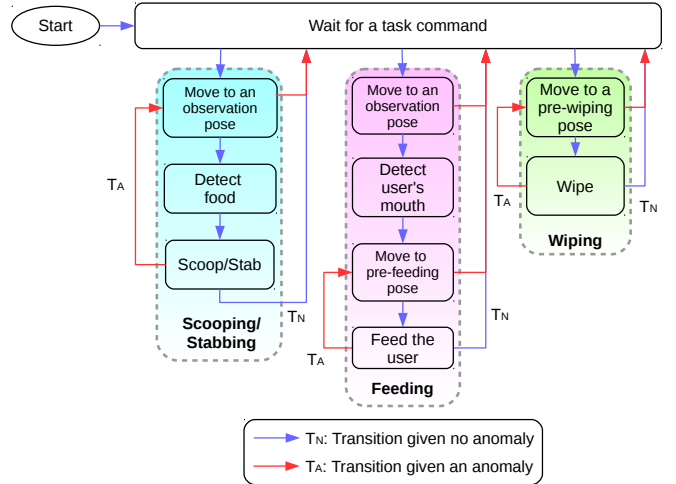 Start
Wait for a task command
Move to an
observation
pose
Detect
food
Scoop/Stab
TA
TN
Scooping/
Stabbing
Move to an
observation
pose
Detect
user's
mouth
Move to
pre-feeding
pose
Feed the
user
TA
TN
Feeding
Move to a
pre-wiping
pose
Wipe
TA
TN
Wiping
TN: Transition given no anomaly
TA: Transition given an anomaly